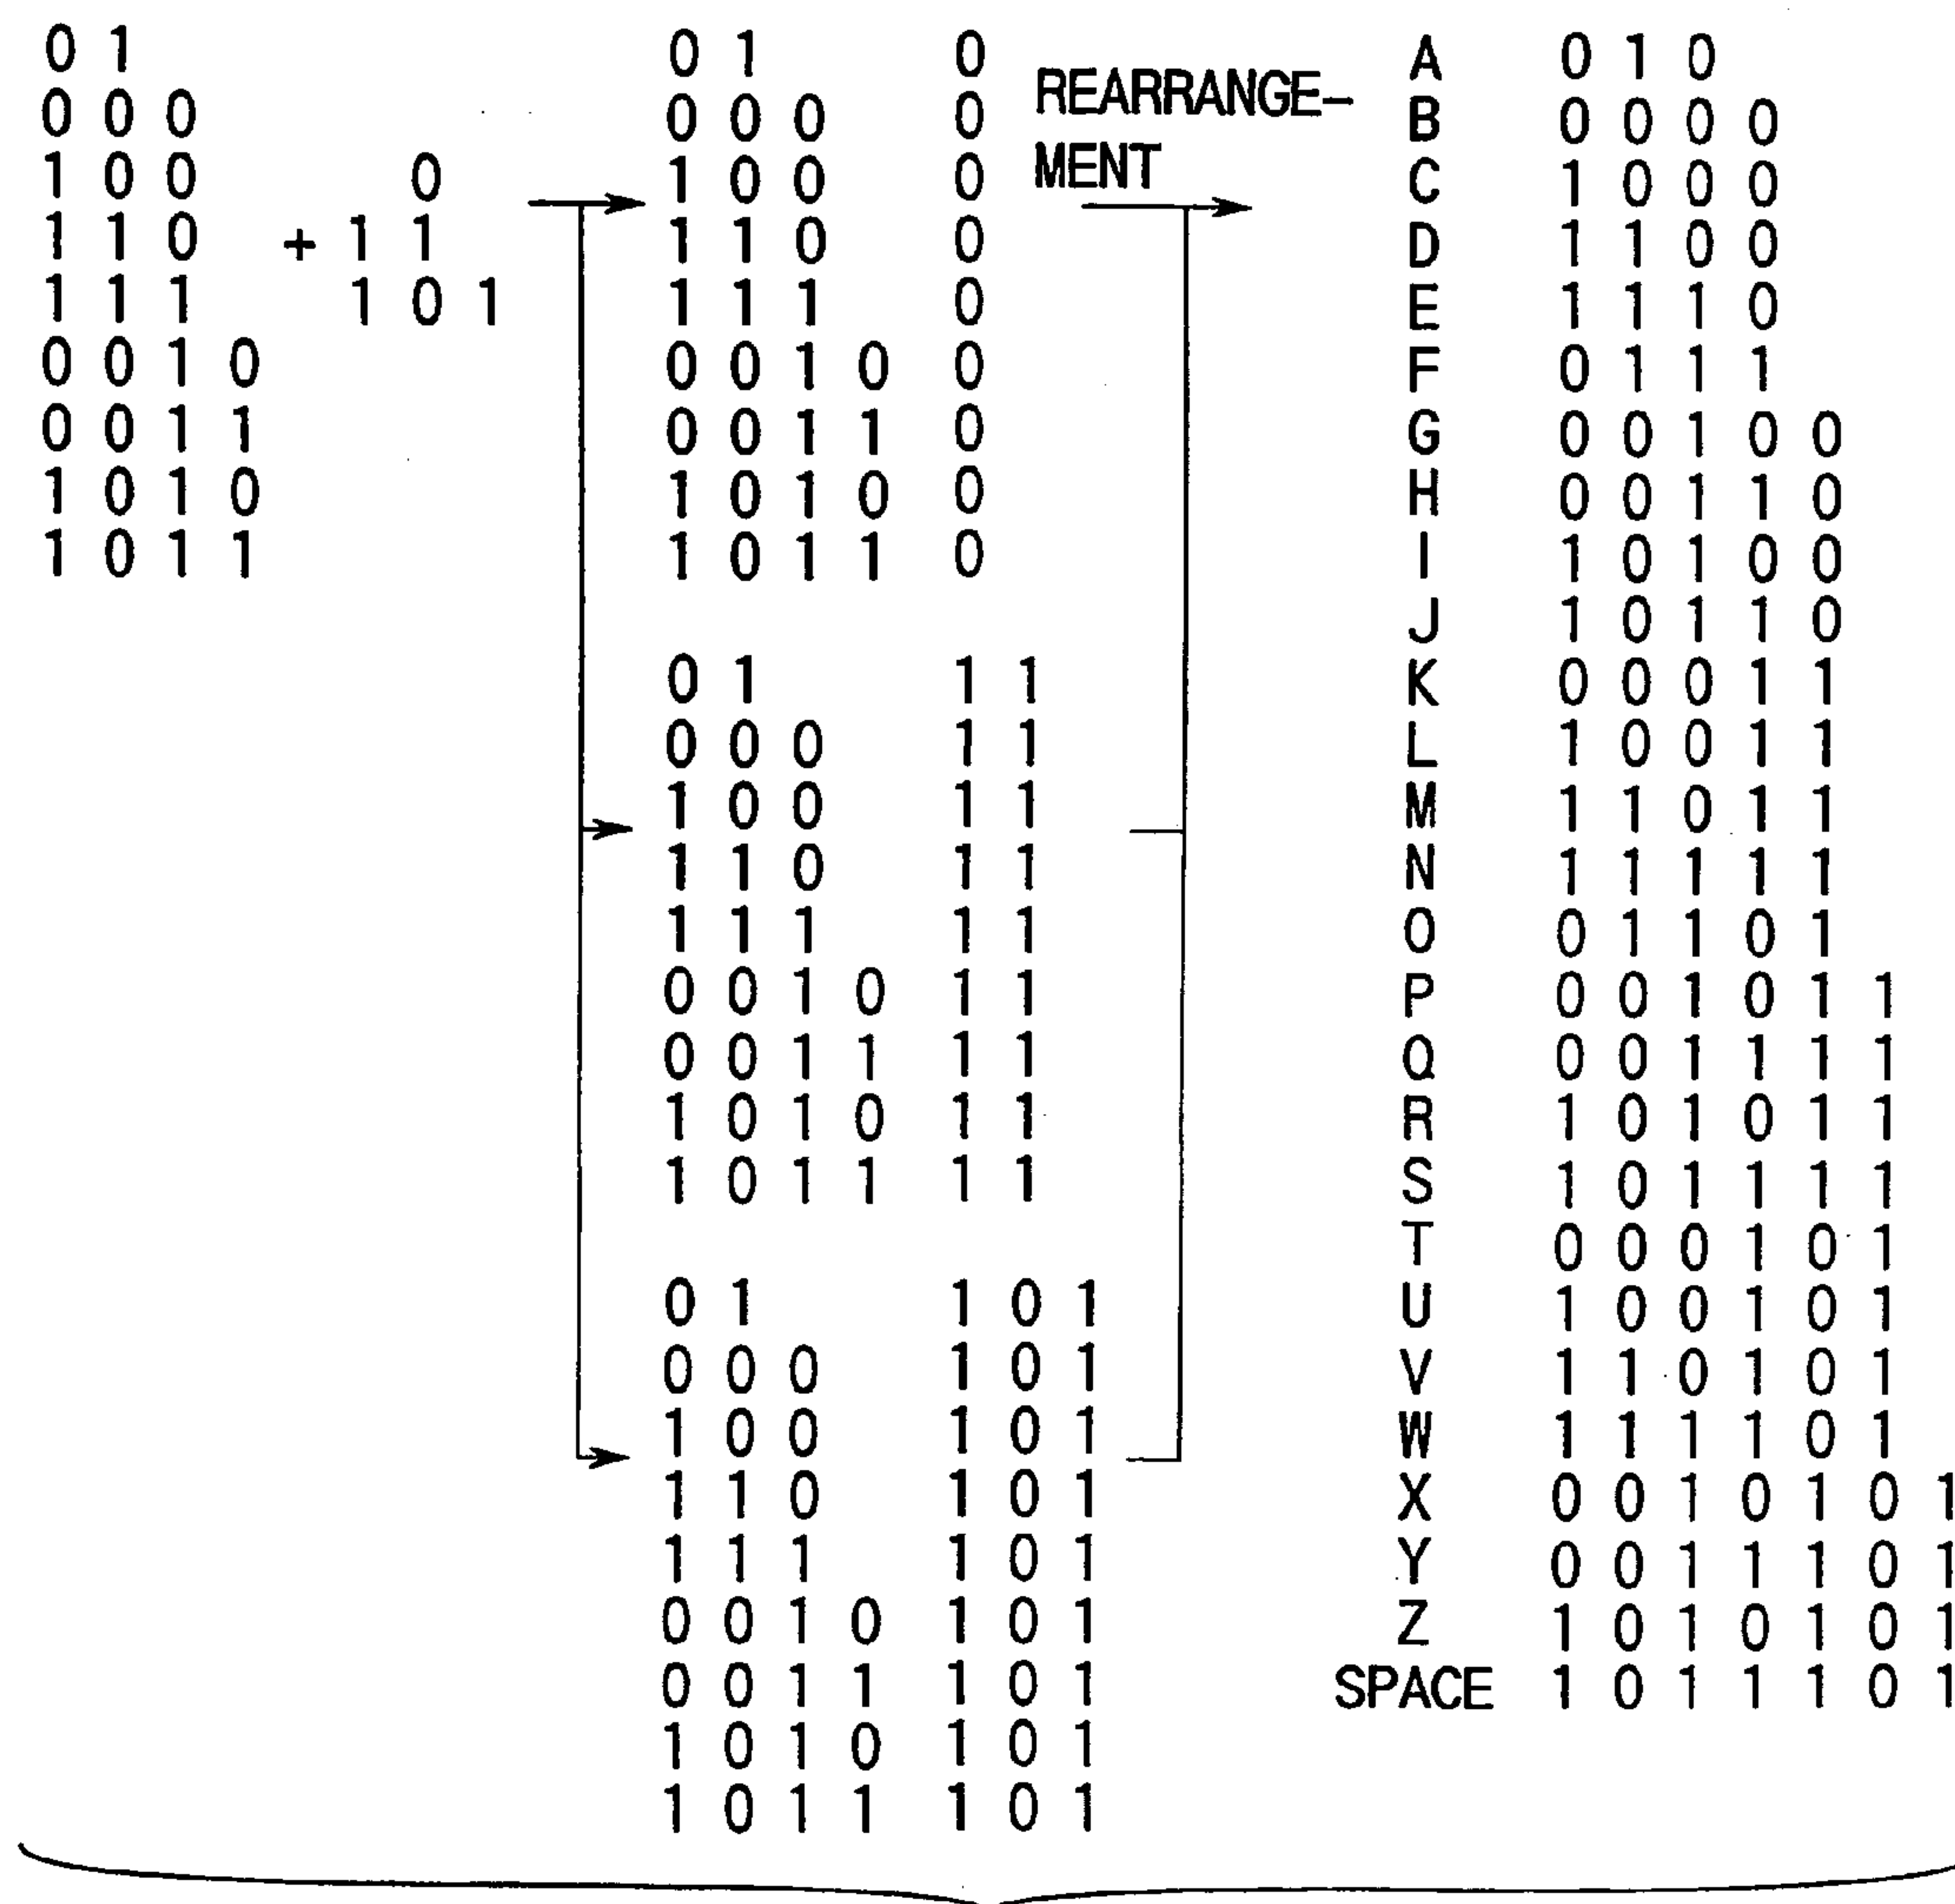 0 1
0 0 0
1 0 0
1 1 0
1 1 1
0 0 1 0
0 0 1 1
1 0 1 0
1 0 1 1
0
+ 1 1
1 0 1
0 1 0
0 0 0 0
1 0 0 0
1 1 0 0
1 1 1 0
0 0 1 0 0
0 0 1 1 0
1 0 1 0 0
1 0 1 1 0
0 1 1 1
0 0 0 1 1
1 0 0 1 1
1 1 0 1 1
1 1 1 1 1
0 0 1 0 1 1
0 0 1 1 1 1
1 0 1 0 1 1
1 0 1 1 1 1
0 1 1 0 1
0 0 0 1 0 1
1 0 0 1 0 1
1 1 0 1 0 1
1 1 1 1 0 1
0 0 1 0 1 0 1
0 0 1 1 1 0 1
1 0 1 0 1 0 1
1 0 1 1 1 0 1
REARRANGE-
MENT
A 0 1 0
B 0 0 0 0
C 1 0 0 0
D 1 1 0 0
E 1 1 1 0
F 0 1 1 1
G 0 0 1 0 0
H 0 0 1 1 0
I 1 0 1 0 0
J 1 0 1 1 0
K 0 0 0 1 1
L 1 0 0 1 1
M 1 1 0 1 1
N 1 1 1 1 1
O 0 1 1 0 1
P 0 0 1 0 1 1
Q 0 0 1 1 1 1
R 1 0 1 0 1 1
S 1 0 1 1 1 1
T 0 0 0 1 0 1
U 1 0 0 1 0 1
V 1 1 0 1 0 1
W 1 1 1 1 0 1
X 0 0 1 0 1 0 1
Y 0 0 1 1 1 0 1
Z 1 0 1 0 1 0 1
SPACE 1 0 1 1 1 0 1